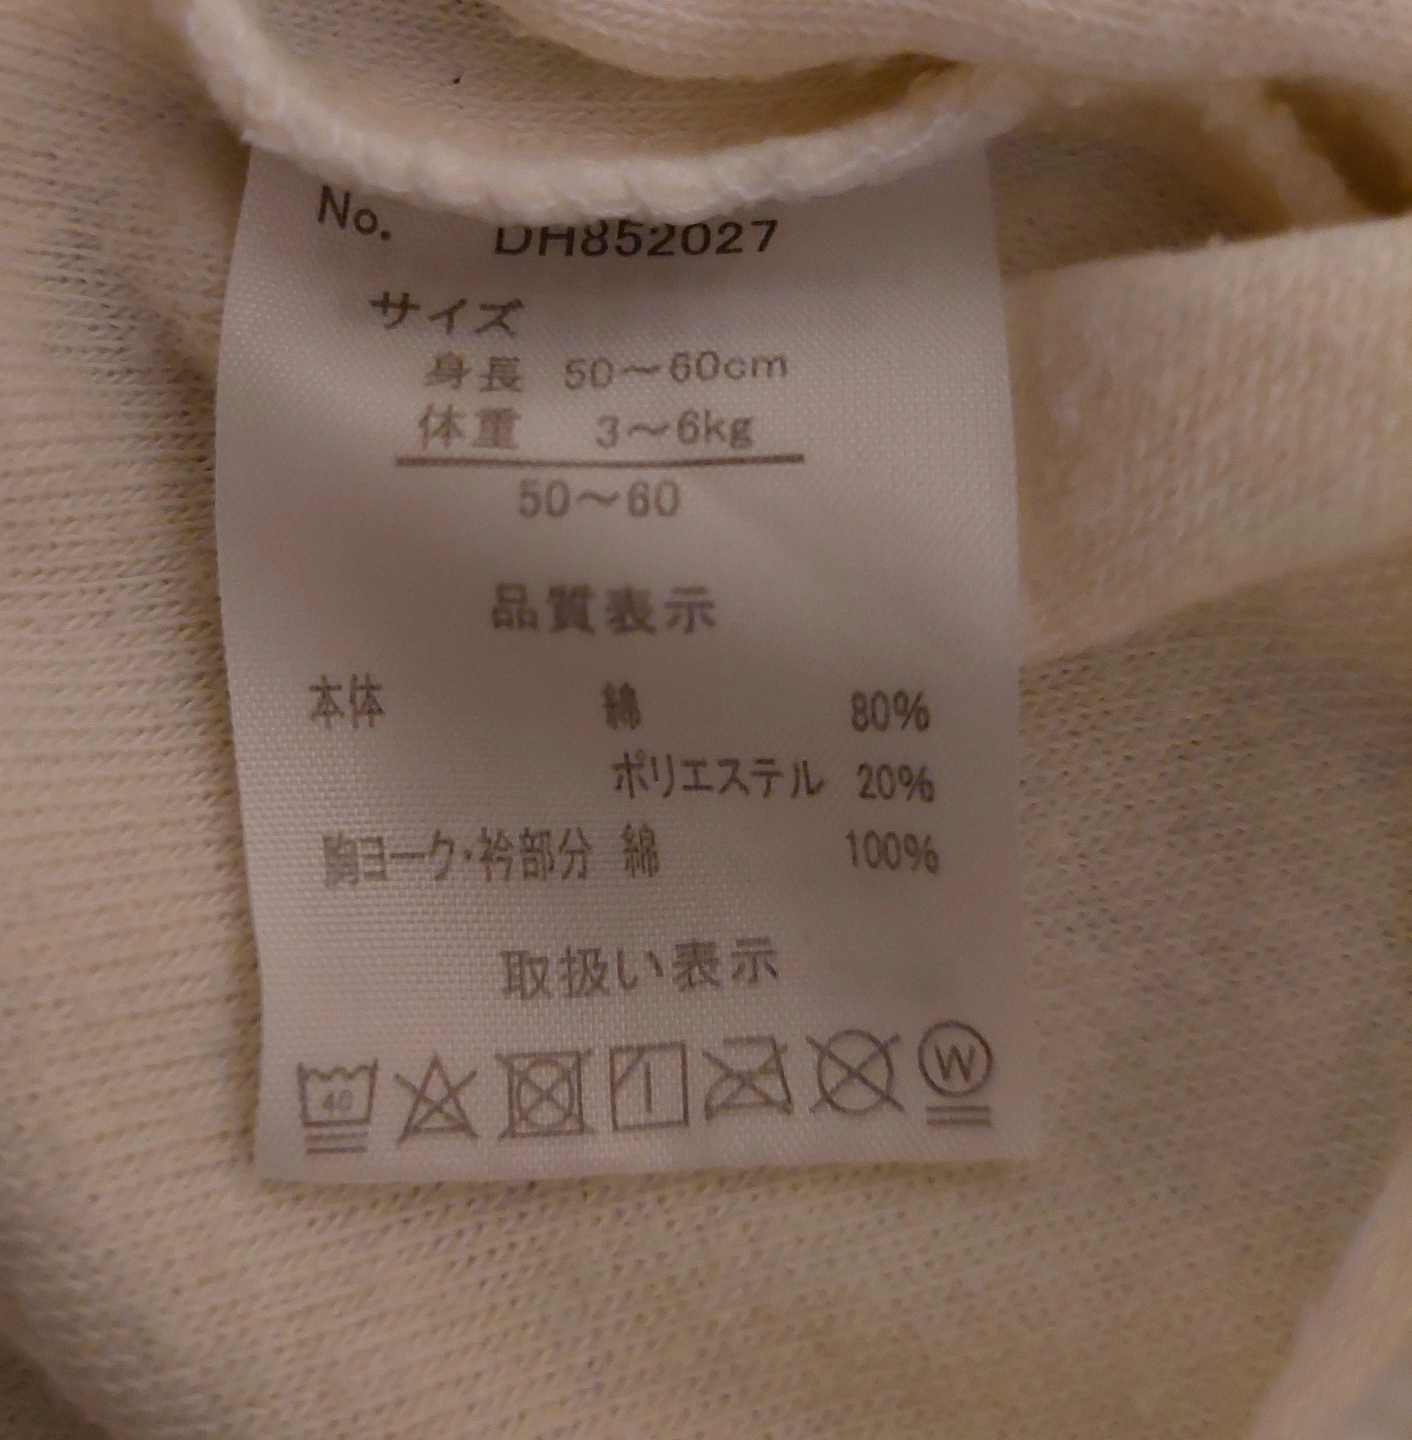 No. DH852027
サイズ
身長 50～60cm
体重 3～6kg
50～60
品質表示
本体 綿 80%
ポリエステル 20%
胸ヨーク・衿部分 綿 100%
取扱い表示
40 W